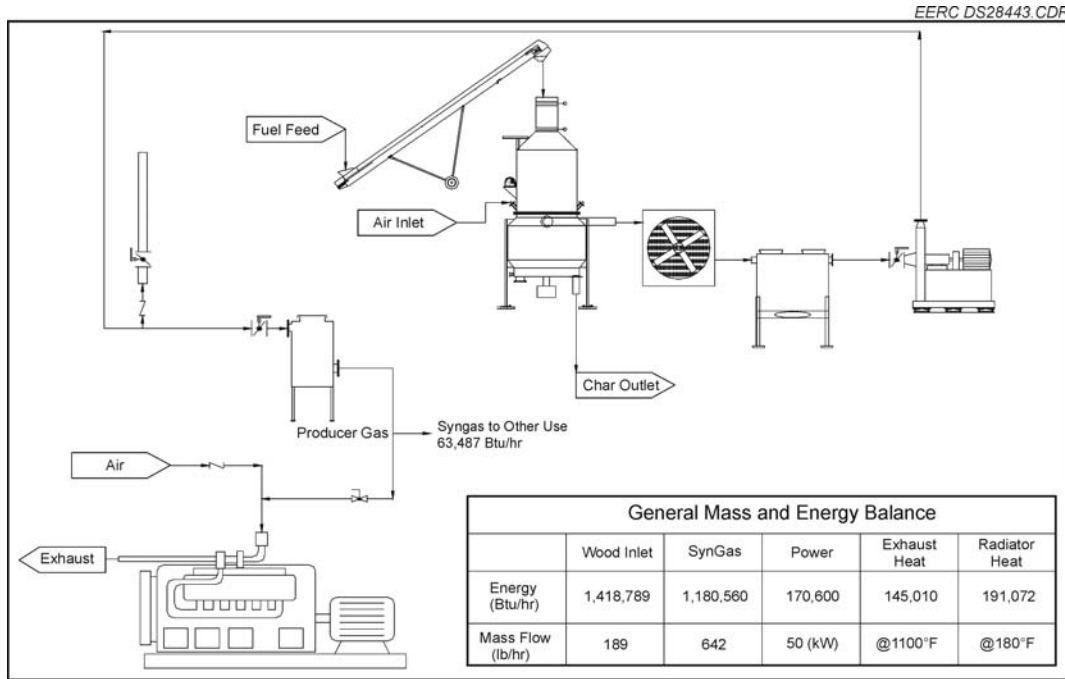 EERC DS28443.CDR
Fuel Feed
Air Inlet
Char Outlet
Producer Gas
Syngas to Other Use
63,487 Btu/hr
Air
Exhaust
General Mass and Energy Balance
Wood Inlet SynGas Power Exhaust Heat Radiator Heat
Energy (Btu/hr) 1,418,789 1,180,560 170,600 145,010 191,072
Mass Flow (lb/hr) 189 642 50 (kW) @1100°F @180°F